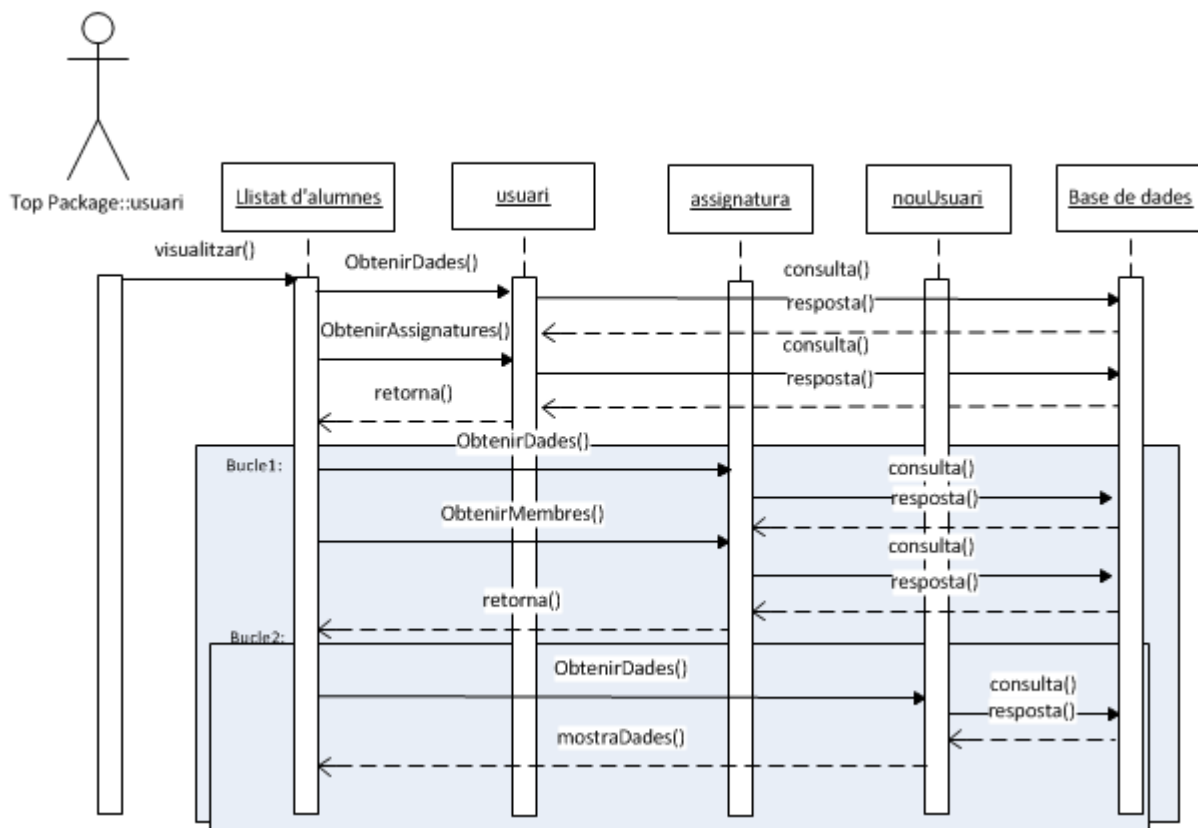 Top Package::usuari
Llistat d'alumnes
usuari
assignatura
nouUsuari
Base de dades
visualitzar()
ObtenirDades()
consulta()
resposta()
ObtenirAssignatures()
consulta()
resposta()
retorna()
ObtenirDades()
Bucle1:
consulta()
resposta()
ObtenirMembres()
consulta()
resposta()
retorna()
Bucle2:
ObtenirDades()
consulta()
resposta()
mostraDades()